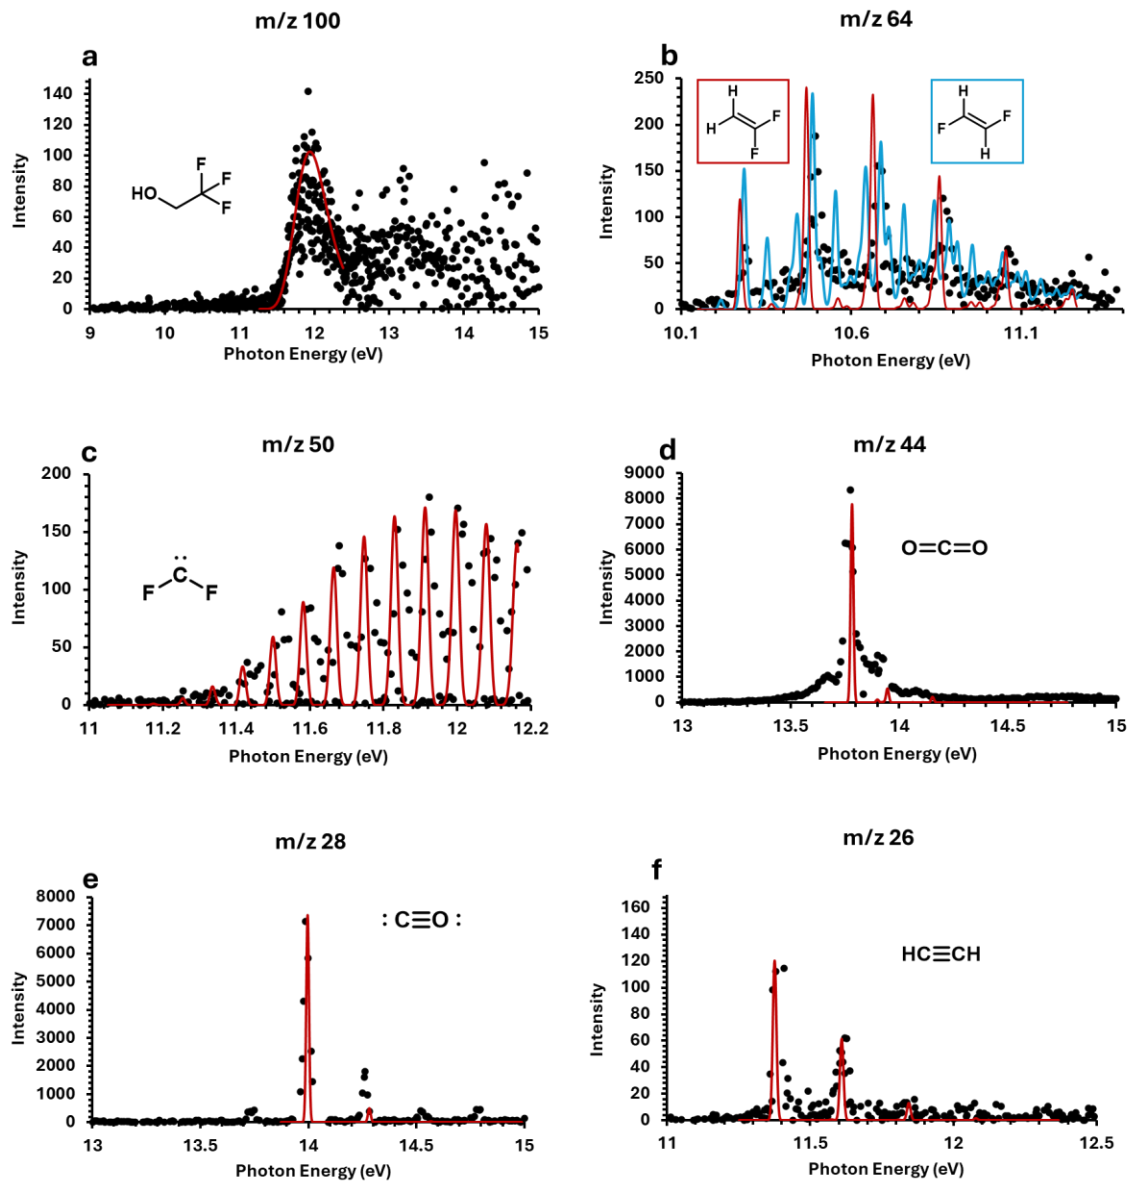 m/z 100
a
140
120
100
80
60
40
20
0
Intensity
HO
F
F
F
9 10 11 12 13 14 15
Photon Energy (eV)
m/z 64
b
250
200
150
100
50
0
Intensity
H
H
F
F
H
F
F
H
10.1 10.6 11.1
Photon Energy (eV)
m/z 50
c
200
150
100
50
0
Intensity
F C̈ F
11 11.2 11.4 11.6 11.8 12 12.2
Photon Energy (eV)
m/z 44
d
9000
8000
7000
6000
5000
4000
3000
2000
1000
0
Intensity
O=C=O
13 13.5 14 14.5 15
Photon Energy (eV)
m/z 28
e
8000
7000
6000
5000
4000
3000
2000
1000
0
Intensity
:C≡O:
13 13.5 14 14.5 15
Photon Energy (eV)
m/z 26
f
160
140
120
100
80
60
40
20
0
Intensity
HC≡CH
11 11.5 12 12.5
Photon Energy (eV)